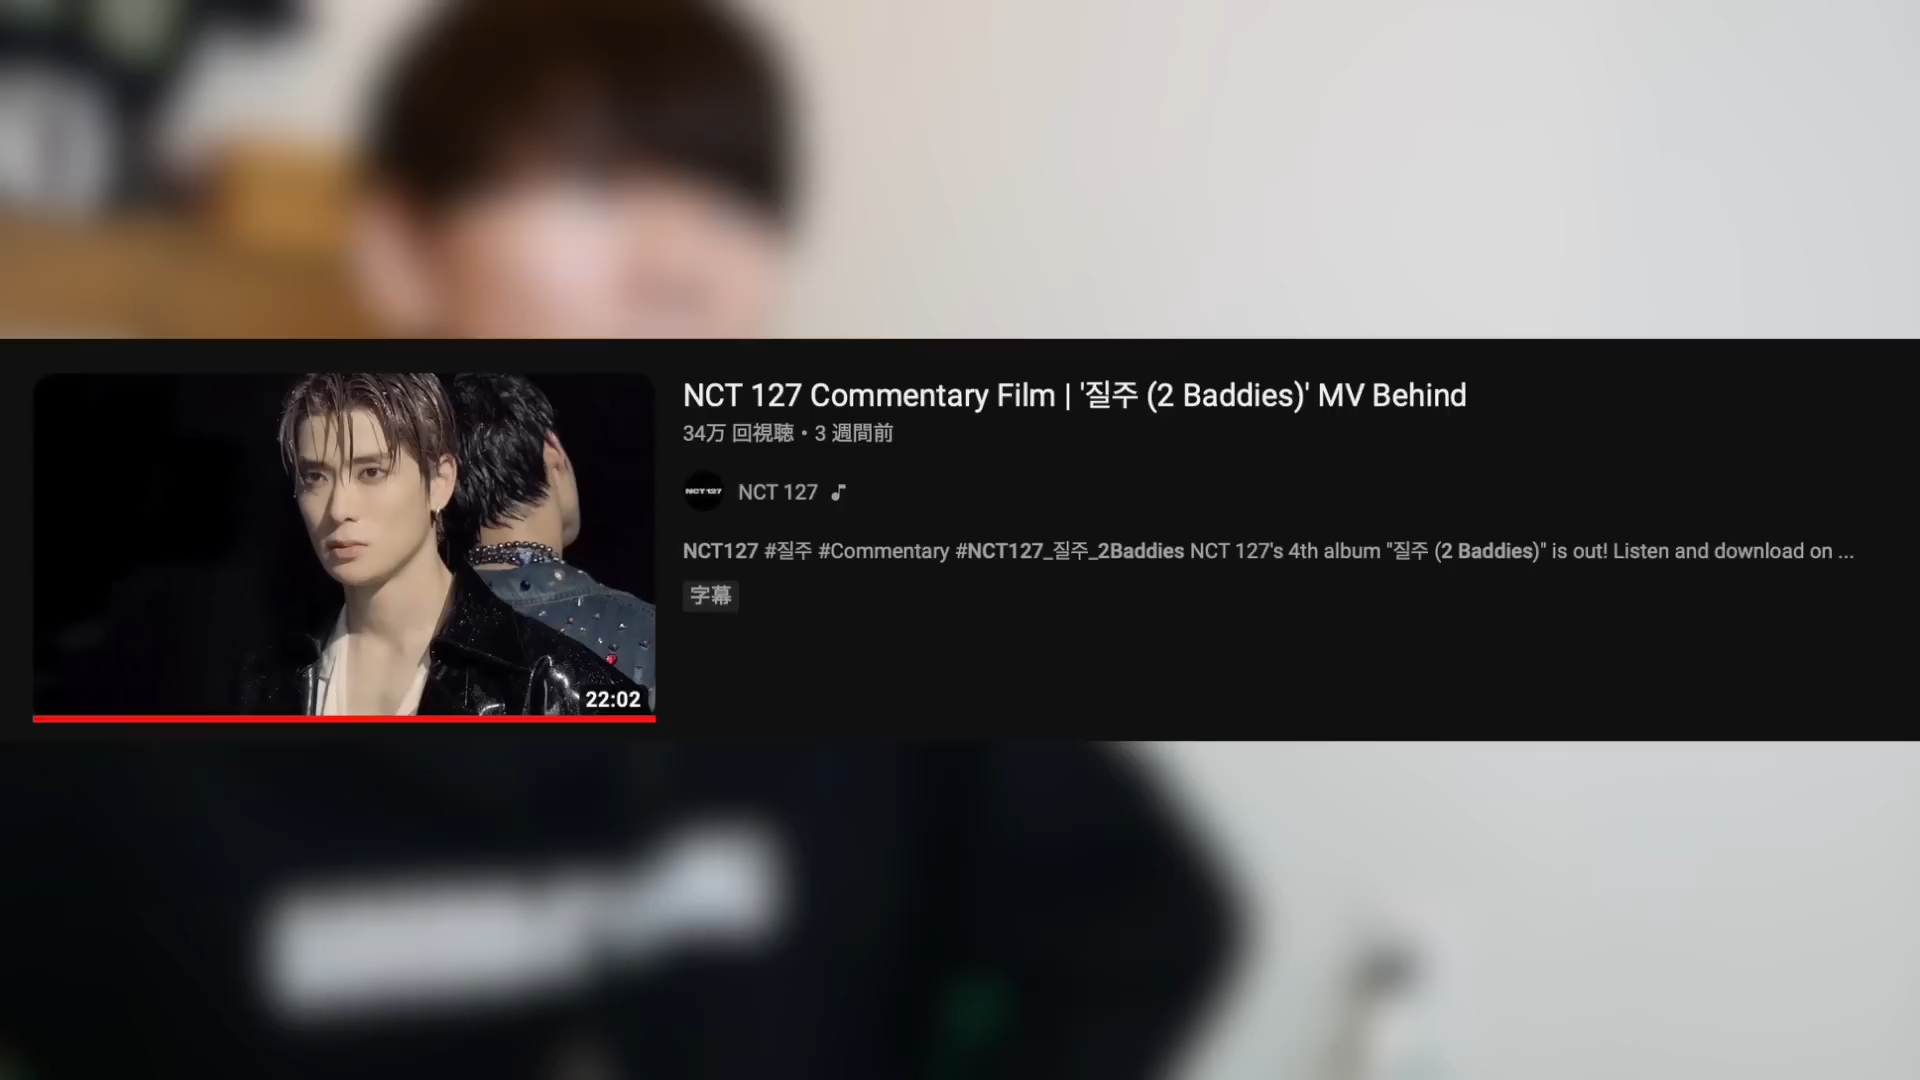 NCT 127 Commentary Film | '질주 (2 Baddies)' MV Behind
34万 回視聴・3 週間前
NCT 127
NCT 127
NCT127 #질주 #Commentary #NCT127_질주_2Baddies NCT 127's 4th album "질주 (2 Baddies)" is out! Listen and download on ...
字幕
22:02